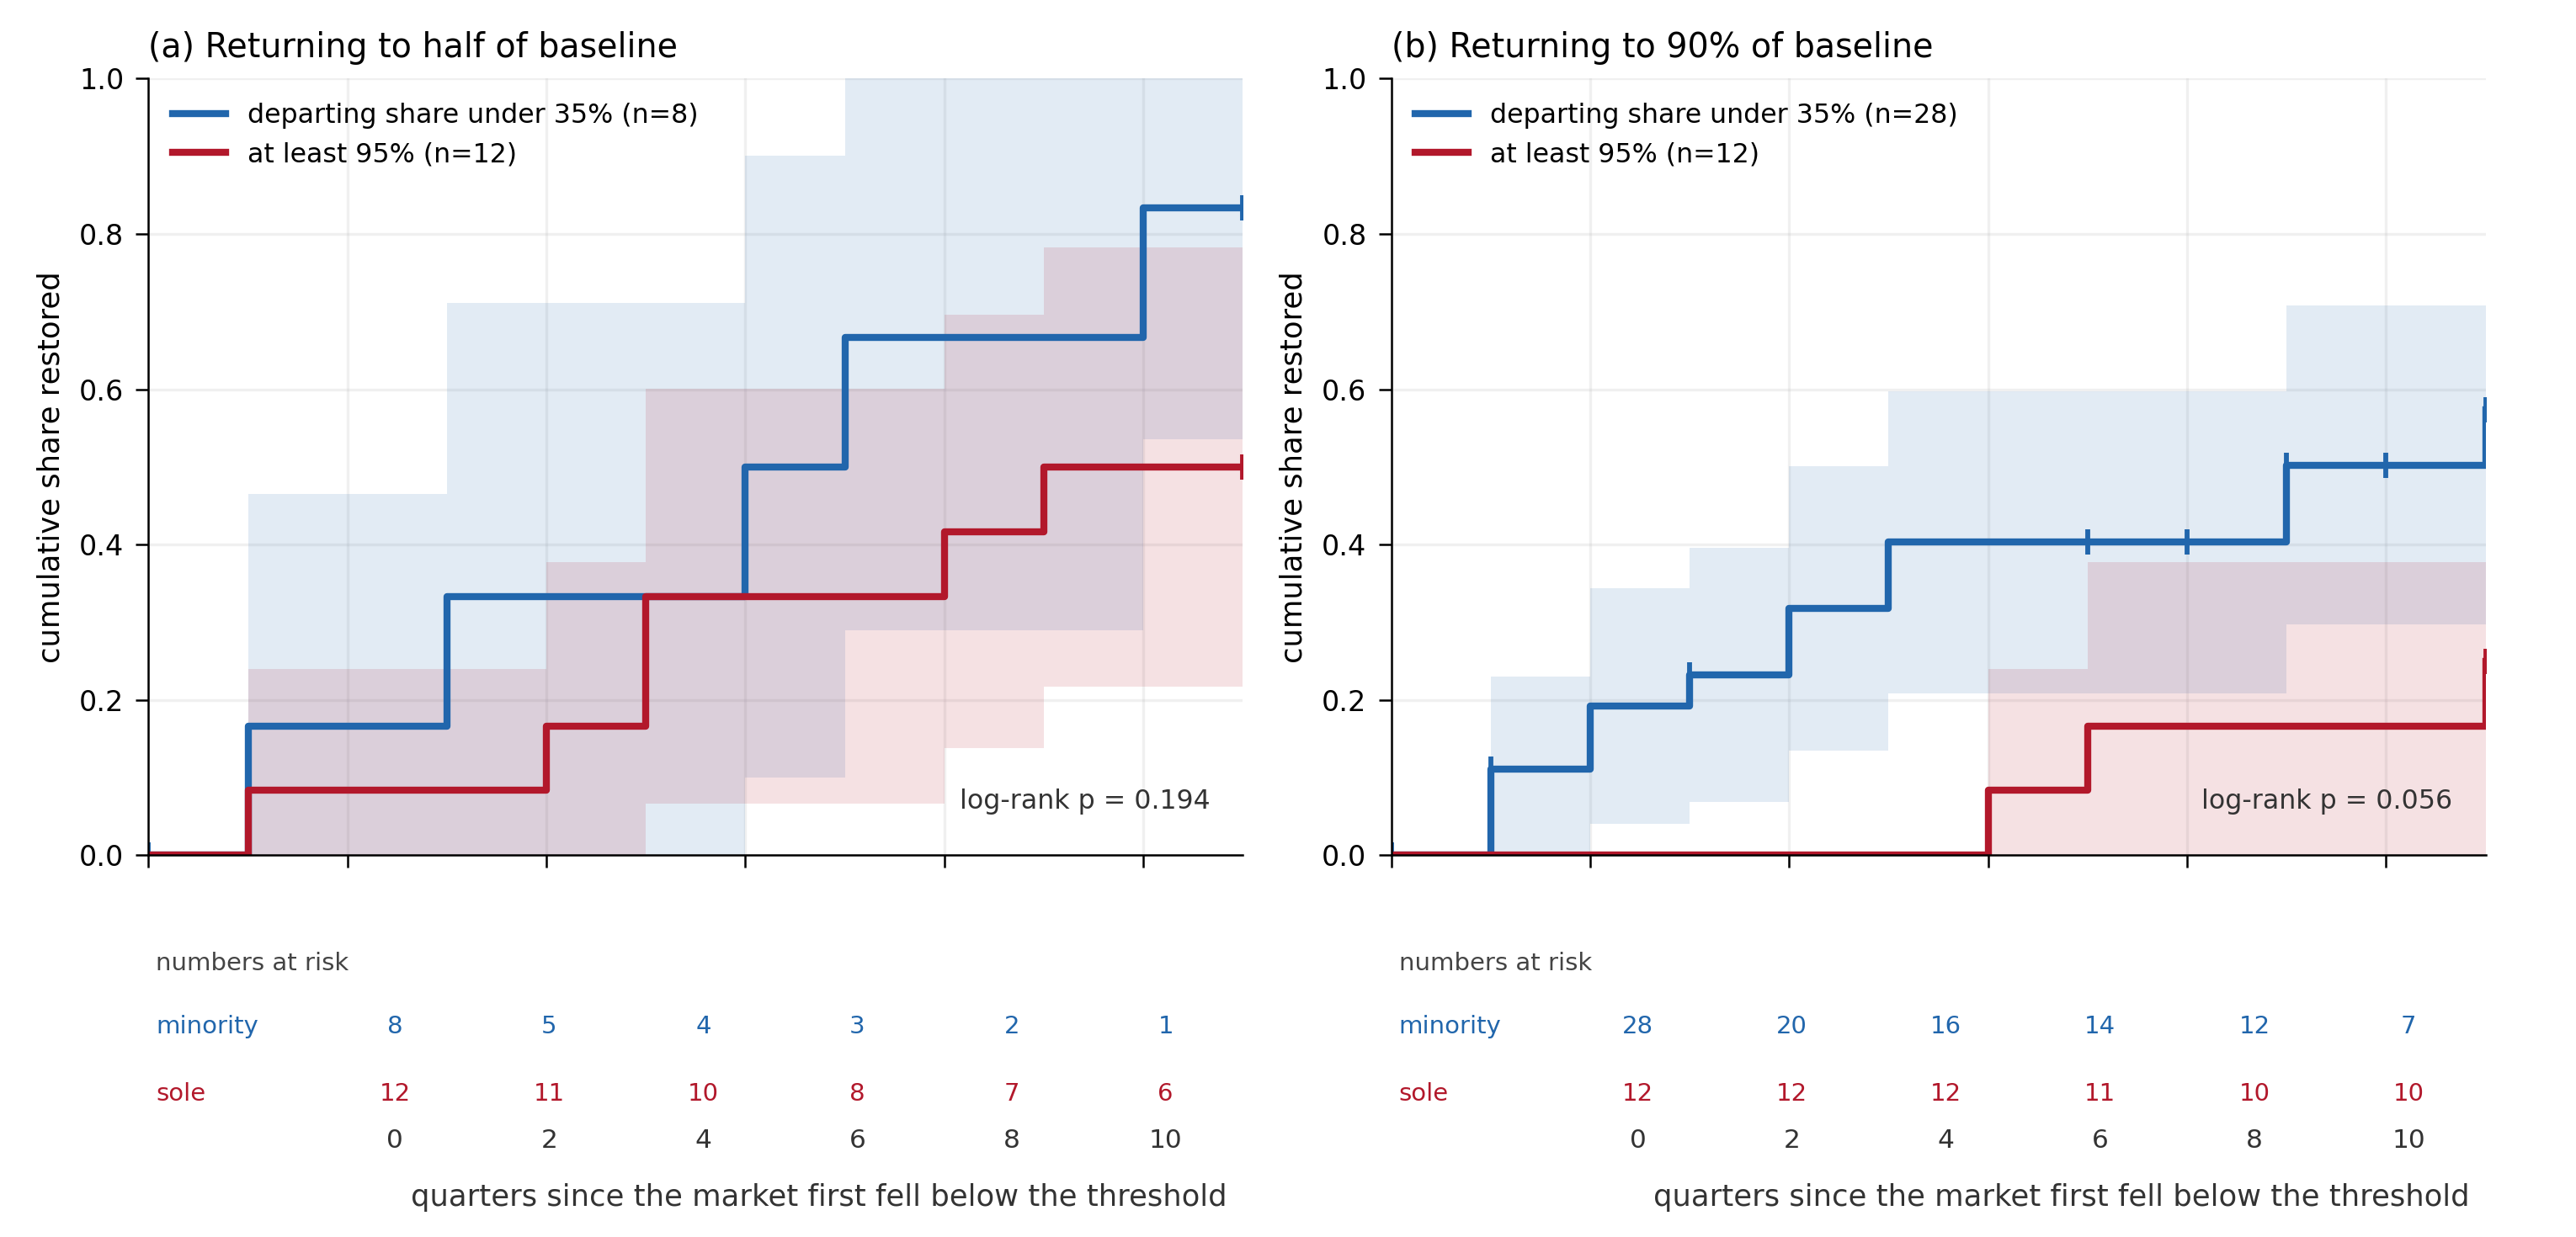 (a) Returning to half of baseline
1.0
0.8
0.6
0.4
0.2
0.0
cumulative share restored
departing share under 35% (n=8)
at least 95% (n=12)
log-rank p = 0.194
numbers at risk
minority 8 5 4 3 2 1
sole 12 11 10 8 7 6
0 2 4 6 8 10
quarters since the market first fell below the threshold
(b) Returning to 90% of baseline
1.0
0.8
0.6
0.4
0.2
0.0
cumulative share restored
departing share under 35% (n=28)
at least 95% (n=12)
log-rank p = 0.056
numbers at risk
minority 28 20 16 14 12 7
sole 12 12 12 11 10 10
0 2 4 6 8 10
quarters since the market first fell below the threshold